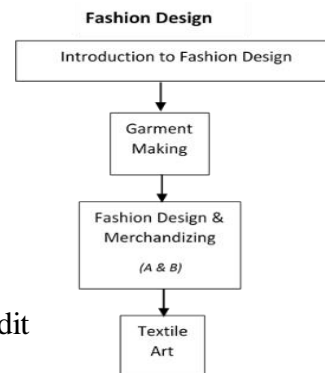 Fashion Design
Introduction to Fashion Design
Garment
Making
Fashion Design &
Merchandizing
(A & B)
dit
Textile
Art